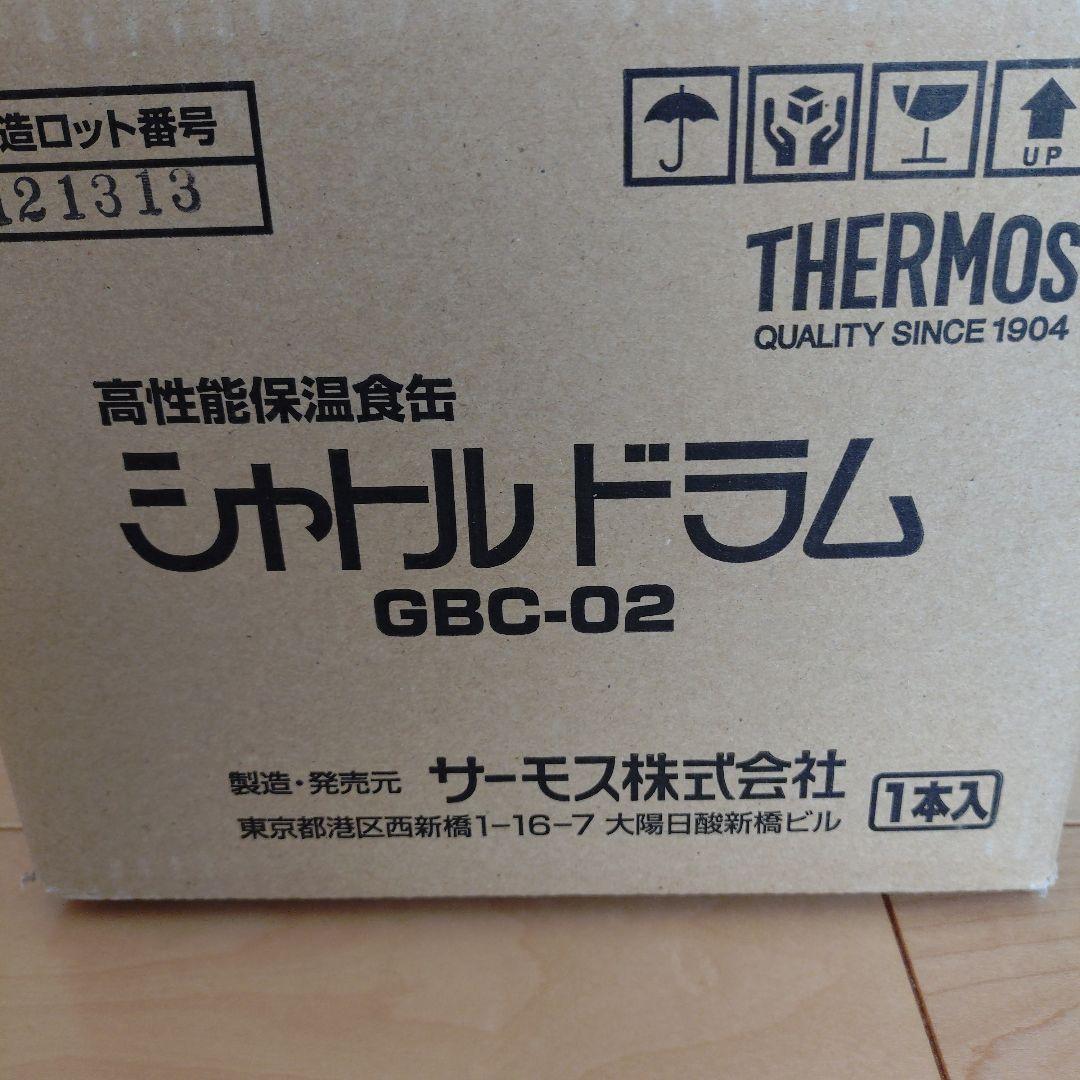 造ロット番号
121313
UP
THERMOS
QUALITY SINCE 1904
高性能保温食缶
シャトルドラム
GBC-02
製造・発売元 サーモス株式会社 1本入
東京都港区西新橋1-16-7 大陽日酸新橋ビル